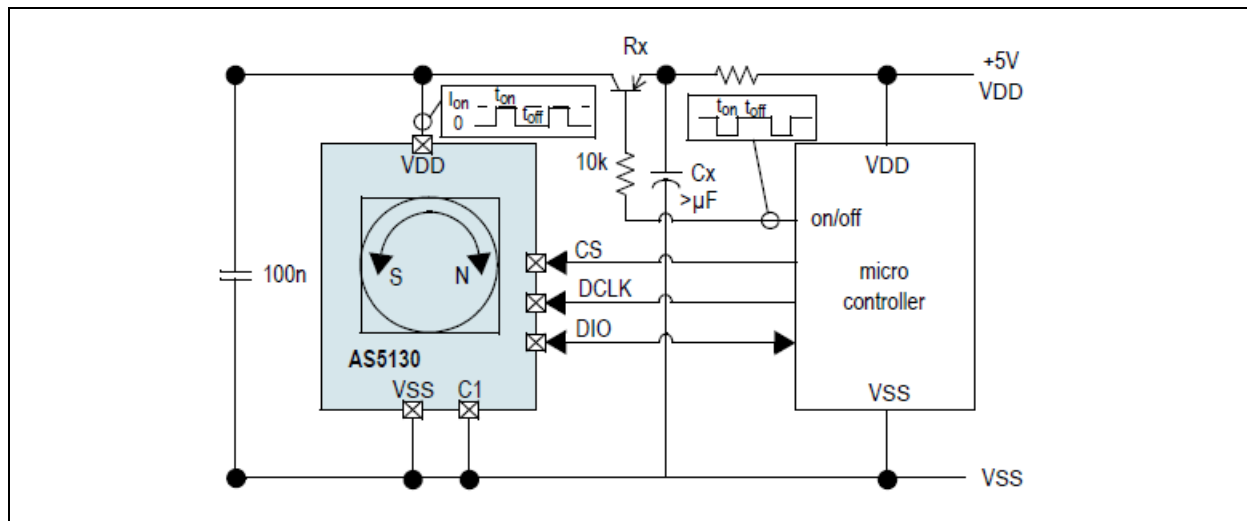 Rx
+5V
VDD
Ion
0
ton
toff
ton toff
VDD
10k
Cx
>µF
VDD
on/off
100n
S N
CS
DCLK
DIO
micro
controller
AS5130
VSS C1
VSS
VSS